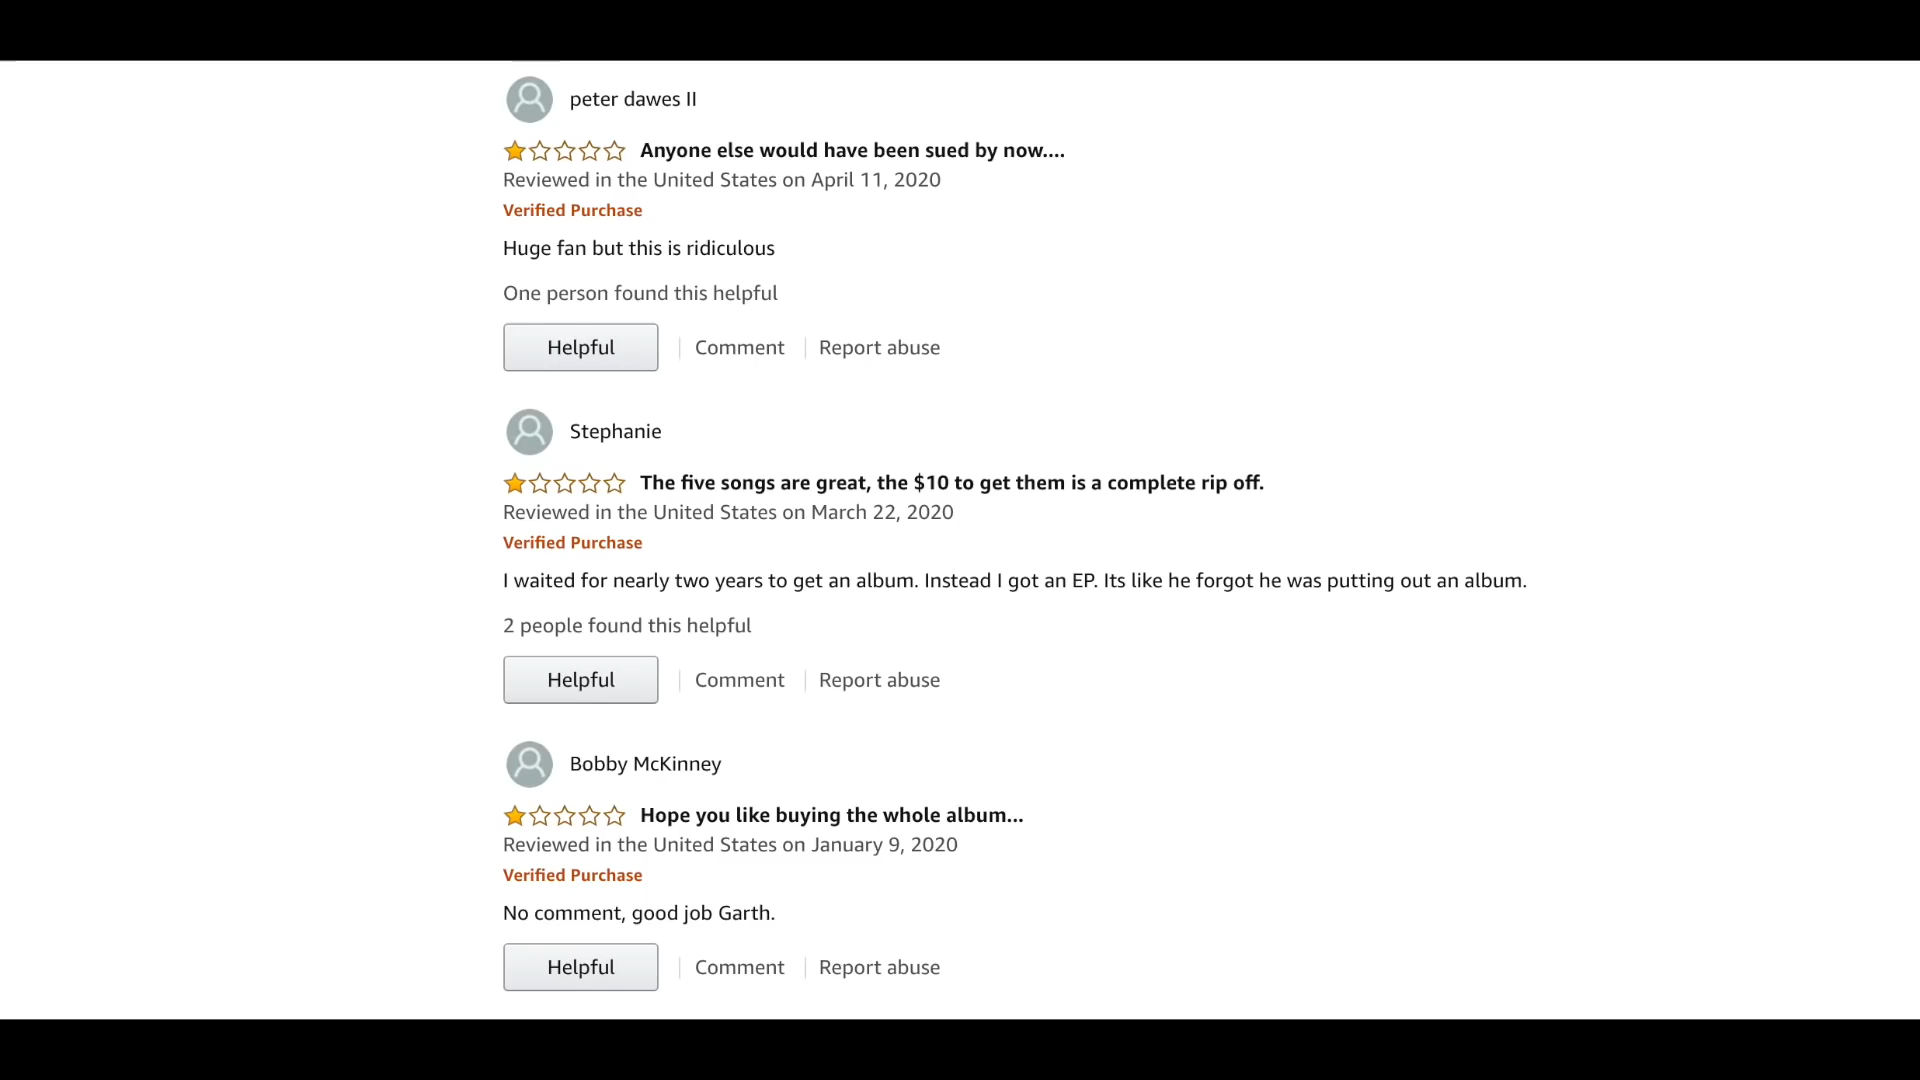 peter dawes II
Anyone else would have been sued by now....
Reviewed in the United States on April 11, 2020
Verified Purchase
Huge fan but this is ridiculous
One person found this helpful
Helpful Comment Report abuse
Stephanie
The five songs are great, the $10 to get them is a complete rip off.
Reviewed in the United States on March 22, 2020
Verified Purchase
I waited for nearly two years to get an album. Instead I got an EP. Its like he forgot he was putting out an album.
2 people found this helpful
Helpful Comment Report abuse
Bobby McKinney
Hope you like buying the whole album...
Reviewed in the United States on January 9, 2020
Verified Purchase
No comment, good job Garth.
Helpful Comment Report abuse